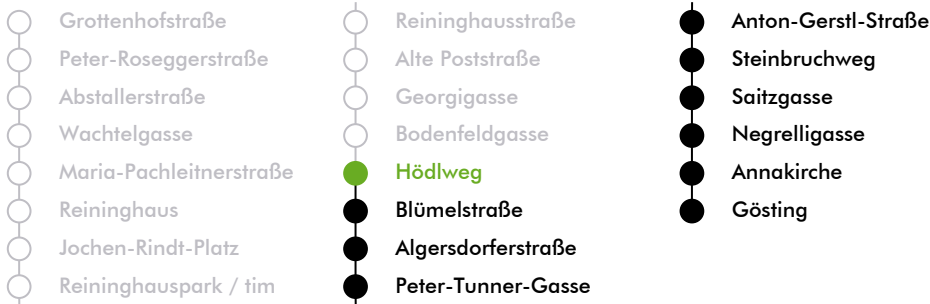 Grottenhofstraße
Peter-Roseggerstraße
Abstallerstraße
Wachtelgasse
Maria-Pachleitnerstraße
Reininghaus
Jochen-Rindt-Platz
Reininghauspark / tim
Reininghausstraße
Alte Poststraße
Georgigasse
Bodenfeldgasse
Hödlweg
Blümelstraße
Algersdorferstraße
Peter-Tunner-Gasse
Anton-Gerstl-Straße
Steinbruchweg
Saitzgasse
Negrelligasse
Annakirche
Gösting